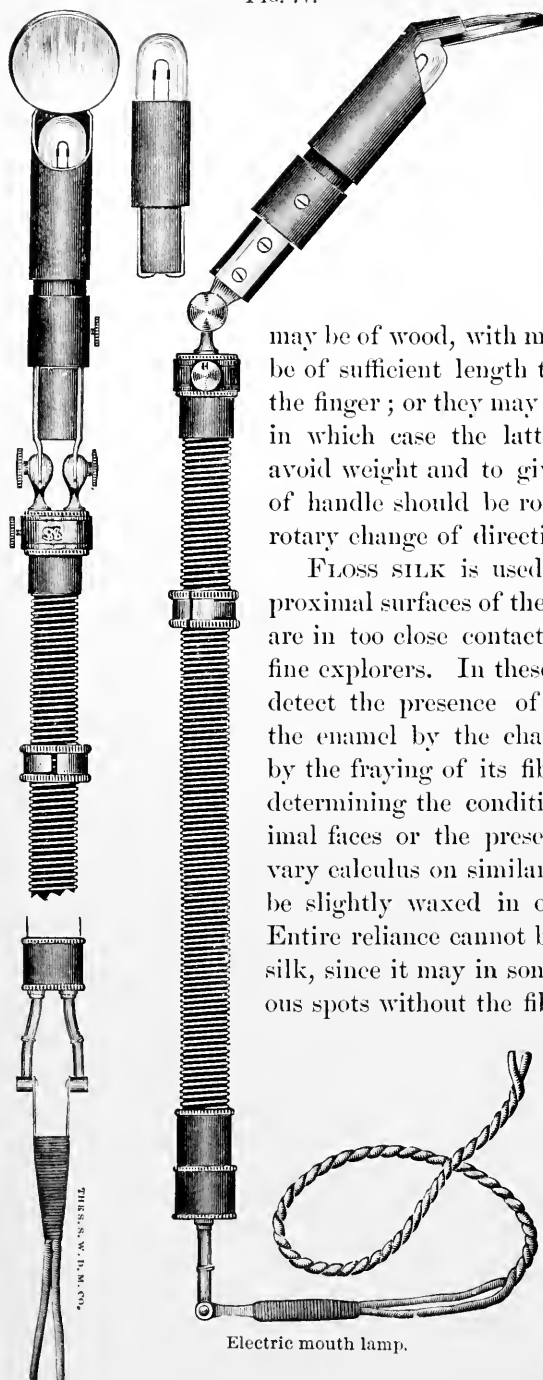 may be of wood, with m
be of sufficient length t
the finger; or they may
in which case the latt
avoid weight and to giv
of handle should be ro
rotary change of directi
FLOSS SILK is used
proximal surfaces of the
are in too close contact
fine explorers. In these
detect the presence of
the enamel by the cha
by the fraying of its fil
determining the conditi
imal faces or the prese
vary calculus on similar
be slightly waxed in o
Entire reliance cannot b
silk, since it may in son
ous spots without the fil
THE S. S. W. D. M. CO.
Electric mouth lamp.